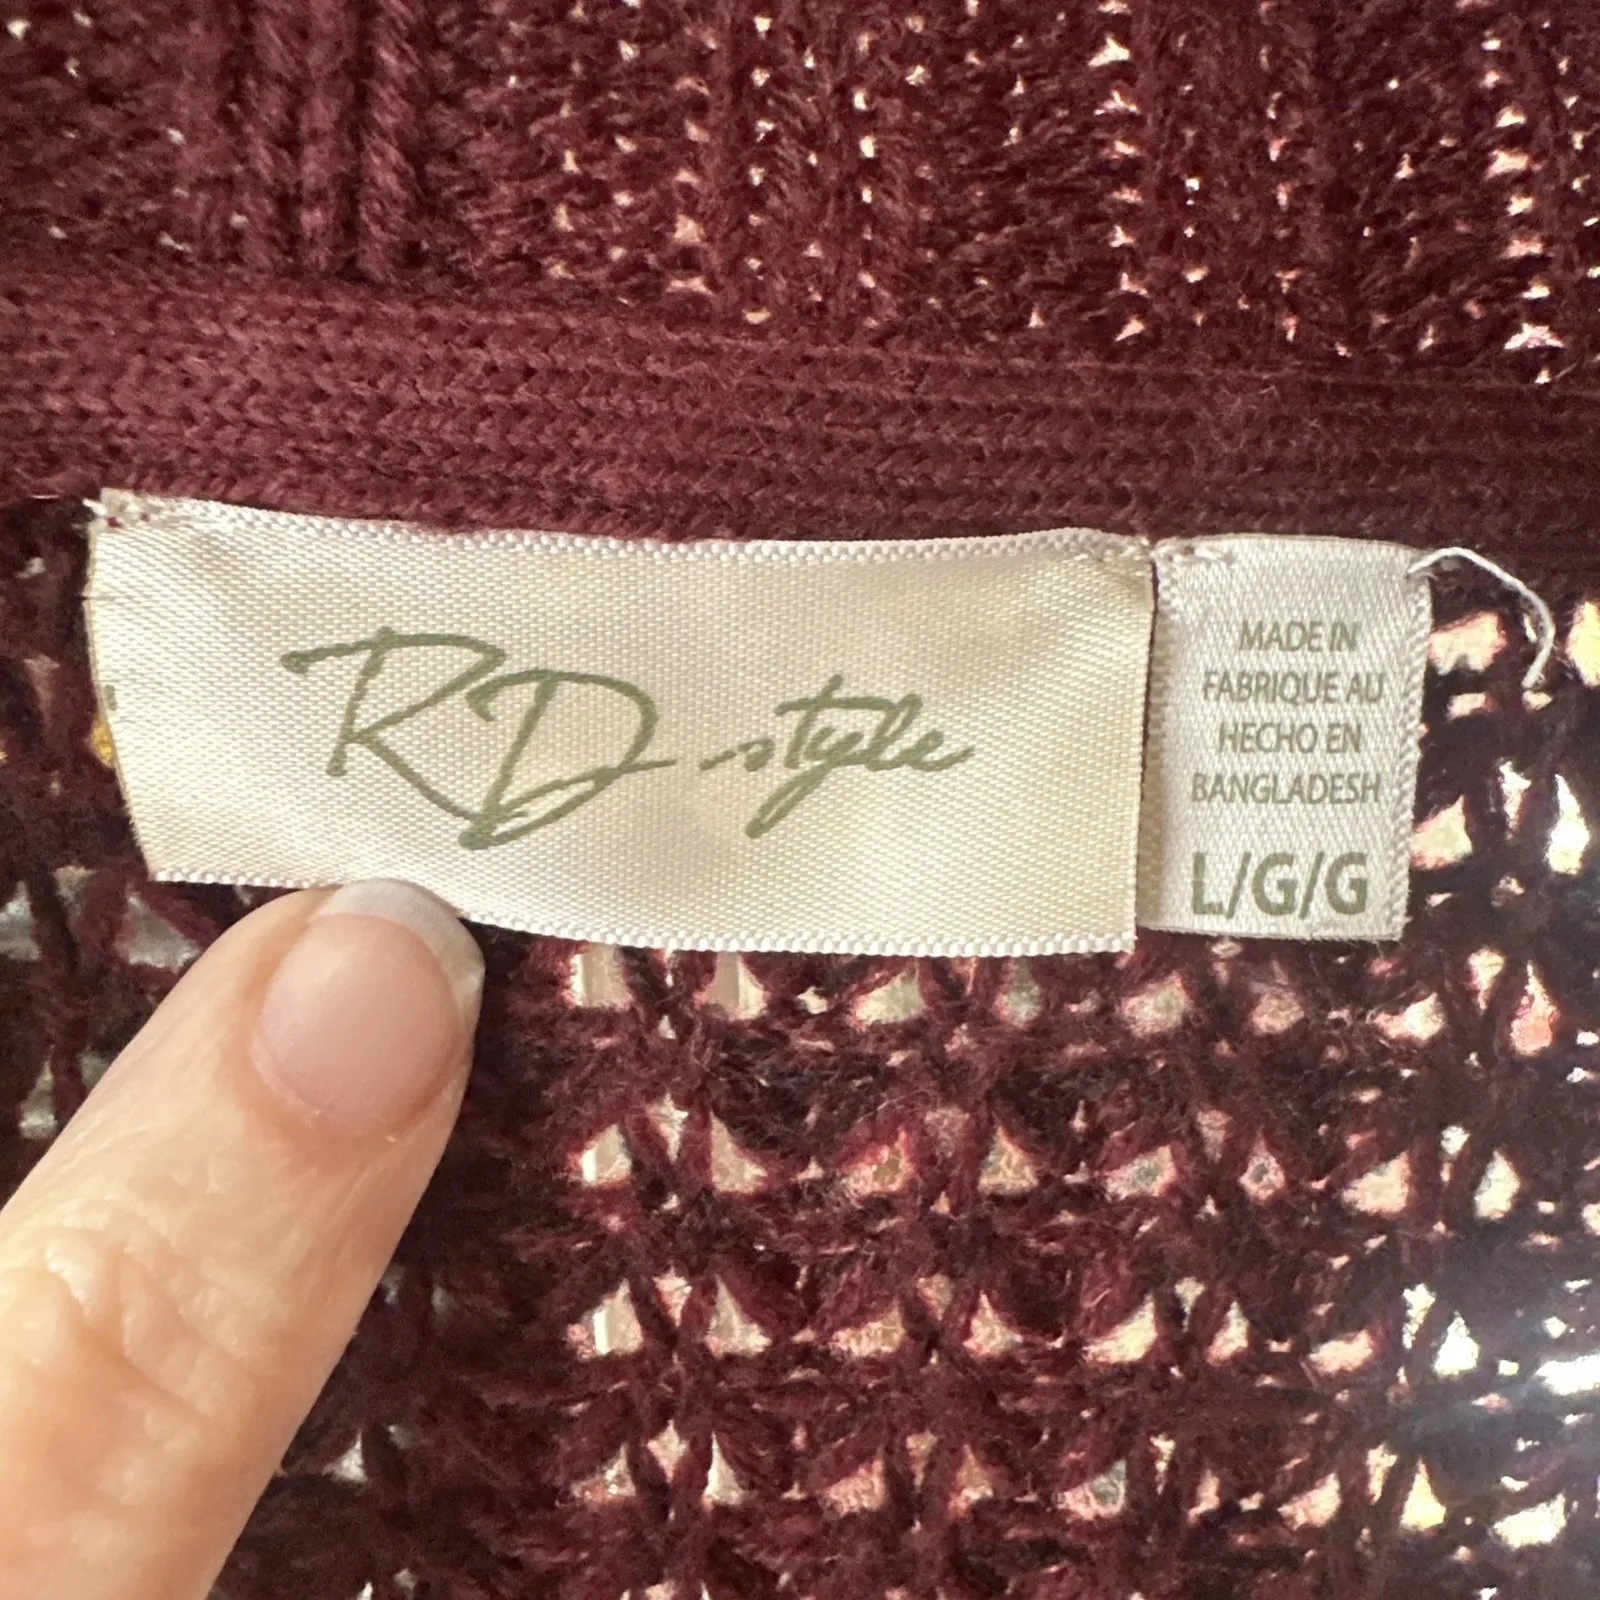 RD style
MADE IN
FABRIQUE AU
HECHO EN
BANGLADESH
L/G/G